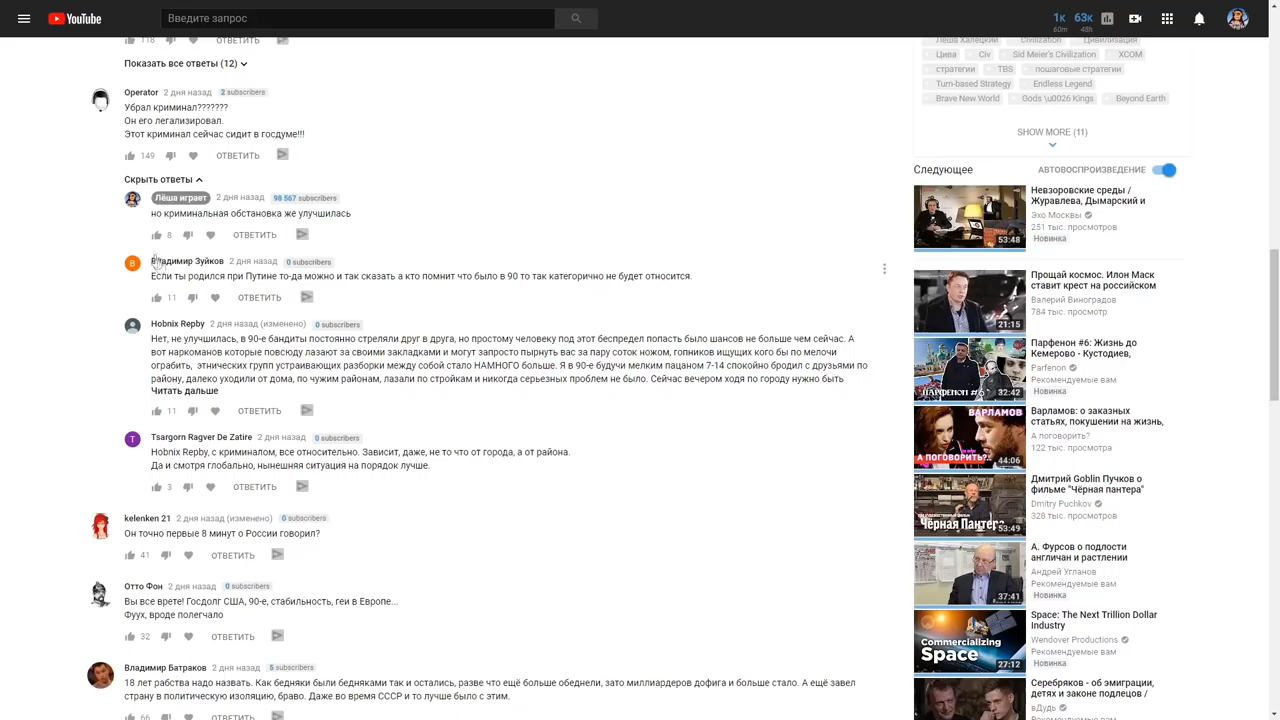 YouTube
Введите запрос
1к
63к
60m
48h
118
ОТВЕТИТЬ
Показать все ответы (12)
Operator 2 дня назад 2 subscribers
Убрал криминал???????
Он его легализировал.
Этот криминал сейчас сидит в госдуме!!!
149 ОТВЕТИТЬ
Скрыть ответы
Лёша играет 2 дня назад 98 567 subscribers
но криминальная обстановка же улучшилась
8 ОТВЕТИТЬ
В
Владимир Зуйков 2 дня назад 0 subscribers
Если ты родился при Путине то-да можно и так сказать а кто помнит что было в 90 то так категорично не будет относится.
11 ОТВЕТИТЬ
Hobnix Repby 2 дня назад (изменено) 0 subscribers
Нет, не улучшилась, в 90-е бандиты постоянно стреляли друг в друга, но простому человеку под этот беспредел попасть было шансов не больше чем сейчас. А
вот наркоманов которые повсюду лазают за своими закладками и могут запросто пырнуть вас за пару соток ножом, гопников ищущих кого бы по мелочи
ограбить, этнических групп устраивающих разборки между собой стало НАМНОГО больше. Я в 90-е будучи мелким пацаном 7-14 спокойно бродил с друзьями по
району, далеко уходили от дома, по чужим районам, лазали по стройкам и никогда серьезных проблем не было. Сейчас вечером ходя по городу нужно быть
Читать дальше
11 ОТВЕТИТЬ
T
Tsargorn Ragver De Zatire 2 дня назад 0 subscribers
Hobnix Repby, с криминалом, все относительно. Зависит, даже, не то что от города, а от района.
Да и смотря глобально, нынешняя ситуация на порядок лучше.
3 ОТВЕТИТЬ
kelenken 21 2 дня назад (изменено) 0 subscribers
Он точно первые 8 минут о России говорил?
41 ОТВЕТИТЬ
Отто Фон 2 дня назад 0 subscribers
Вы все врете! Госдолг США, 90-е, стабильность, геи в Европе...
Фуух, вроде полегчало
32 ОТВЕТИТЬ
Владимир Батраков 2 дня назад 5 subscribers
18 лет рабства надо назвать. Как бедняки были бедняками так и остались, разве что ещё больше обеднели, зато миллиардеров дофига и больше стало. А ещё завел
страну в политическую изоляцию, браво. Даже во время СССР и то лучше было с этим.
66 ОТВЕТИТЬ
Лёша Халецкий Civilization Цивилизация
Цива Civ Sid Meier's Civilization XCOM
стратегии TBS пошаговые стратегии
Turn-based Strategy Endless Legend
Brave New World Gods \u0026 Kings Beyond Earth
SHOW MORE (11)
Следующее
АВТОВОСПРОИЗВЕДЕНИЕ
53:48
Невзоровские среды /
Журавлева, Дымарский и
Эхо Москвы
251 тыс. просмотров
Новинка
21:15
Прощай космос. Илон Маск
ставит крест на российском
Валерий Виноградов
784 тыс. просмотр
ПАРФЕНОН #6
32:42
Парфенон #6: Жизнь до
Кемерово - Кустодиев,
Parfenon
Рекомендуемые вам
Новинка
ВАРЛАМОВ
А ПОГОВОРИТЬ?..
44:06
Варламов: о заказных
статьях, покушении на жизнь,
А поговорить?
122 тыс. просмотра
Чёрная Пантера
53:49
Дмитрий Goblin Пучков о
фильме "Чёрная пантера"
Dmitry Puchkov
328 тыс. просмотров
37:41
А. Фурсов о подлости
англичан и растлении
Андрей Угланов
Рекомендуемые вам
Новинка
Commercializing
Space
27:12
Space: The Next Trillion Dollar
Industry
Wendover Productions
Рекомендуемые вам
Новинка
Серебряков - об эмиграции,
детях и законе подлецов /
вДудь